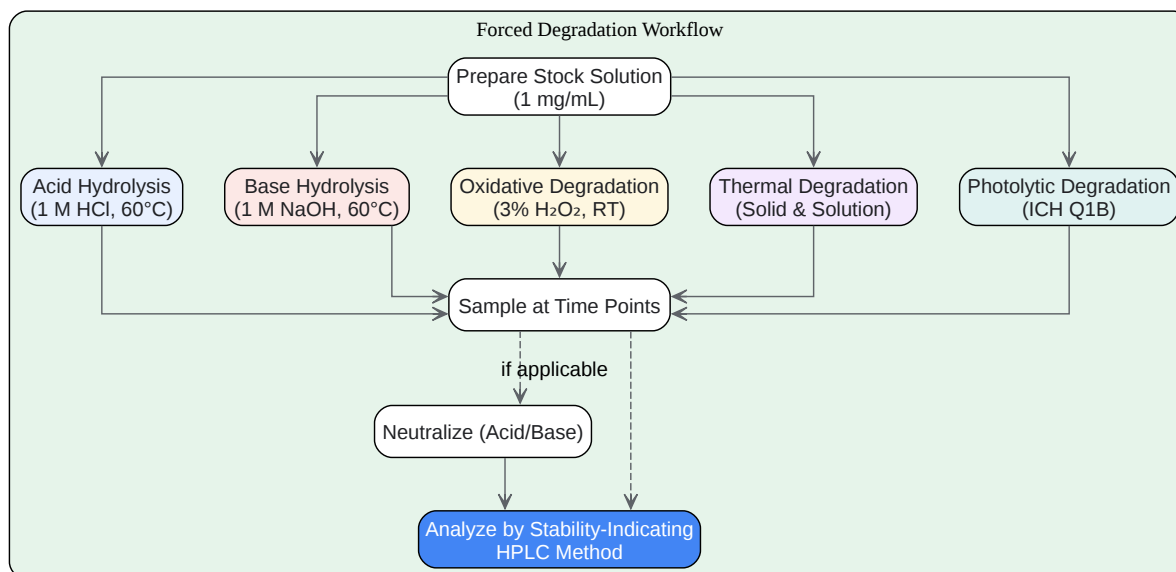 Forced Degradation Workflow
Prepare Stock Solution
(1 mg/mL)
Acid Hydrolysis
(1 M HCl, 60°C)
Base Hydrolysis
(1 M NaOH, 60°C)
Oxidative Degradation
(3% H₂O₂, RT)
Thermal Degradation
(Solid & Solution)
Photolytic Degradation
(ICH Q1B)
Sample at Time Points
if applicable
Neutralize (Acid/Base)
Analyze by Stability-Indicating
HPLC Method